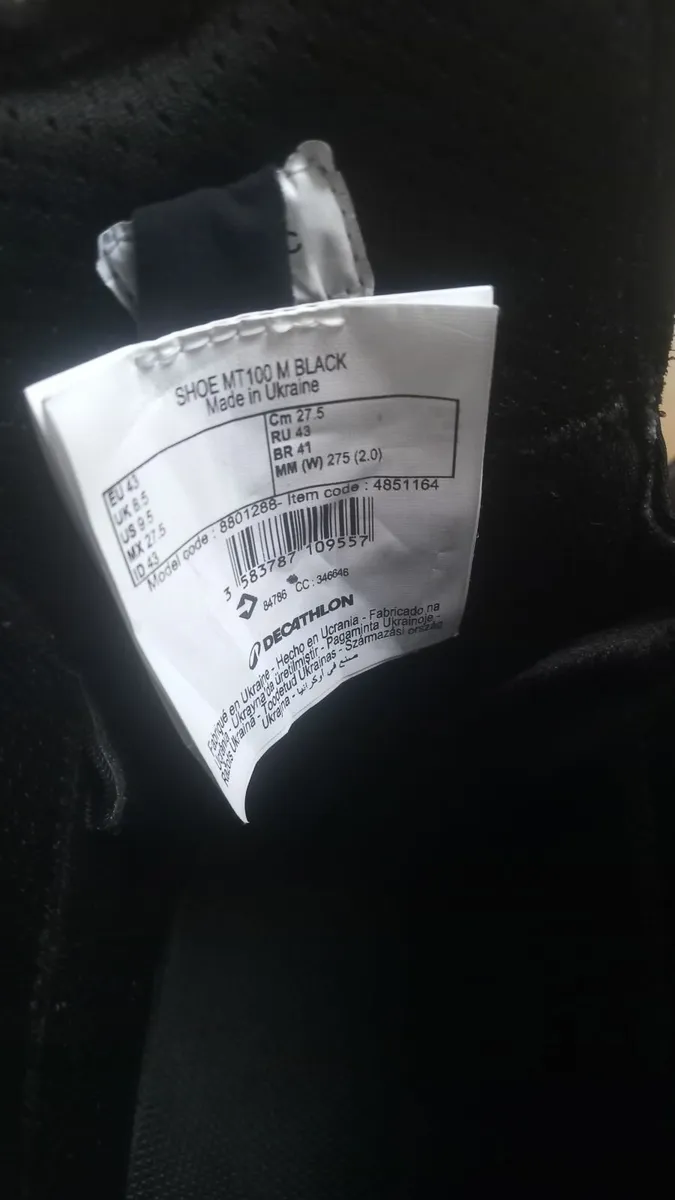 C
SHOE MT100 M BLACK
Made in Ukraine
EU 43
UK 8.5
US 9.5
MX 27.5
ID 43
Cm 27.5
RU 43
BR 41
MM (W) 275 (2.0)
Model code : 8801288- Item code : 4851164
3 583787 109557
84786 CC : 346646
DECATHLON
Fabriqué en Ukraine - Hecho en Ucrania - Fabricado na
Ucrânia - Ukrayna'da üretilmiştir - Pagaminta Ukrainoje -
Ražots Ukrainā - Toodetud Ukrainas - Származási ország
Ukrajna - صنع في أوكرانيا